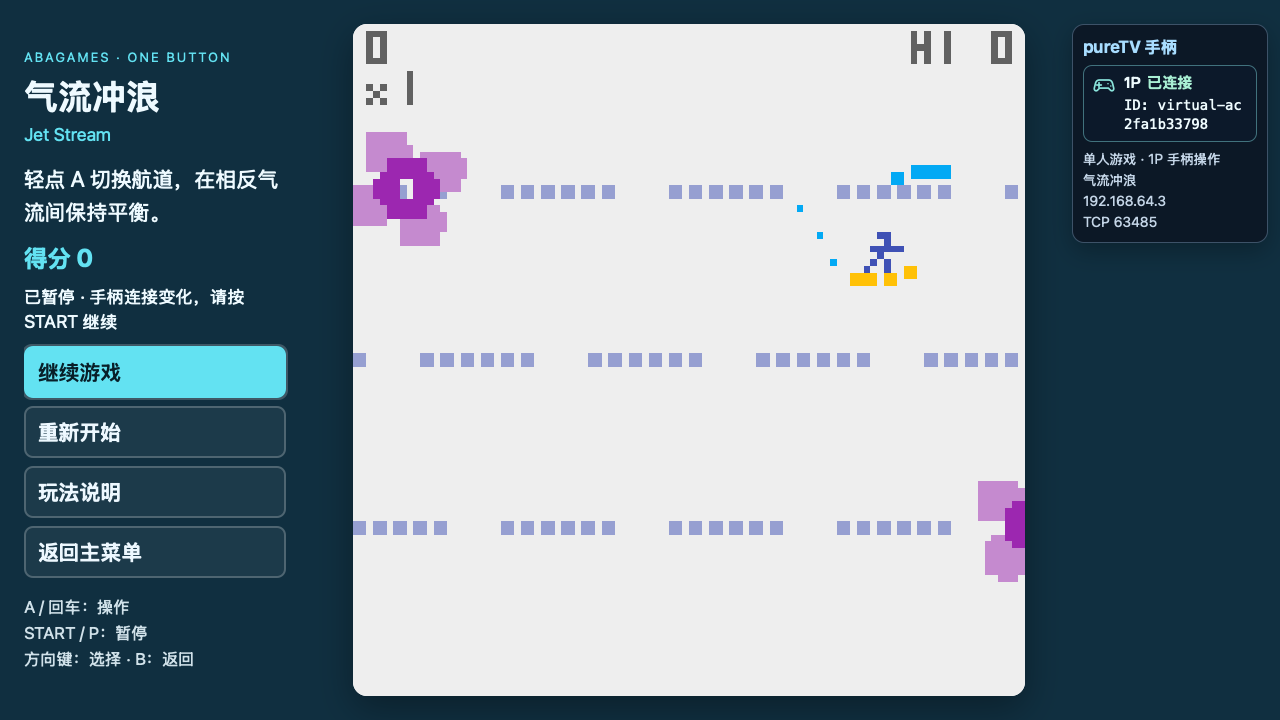 ABAGAMES · ONE BUTTON
气流冲浪
Jet Stream
轻点 A 切换航道，在相反气
流间保持平衡。
得分 0
已暂停 · 手柄连接变化，请按
START 继续
继续游戏
重新开始
玩法说明
返回主菜单
A / 回车：操作
START / P：暂停
方向键：选择 · B：返回
0
HI 0
x1
pureTV 手柄
1P 已连接
ID: virtual-ac
2fa1b33798
单人游戏 · 1P 手柄操作
气流冲浪
192.168.64.3
TCP 63485